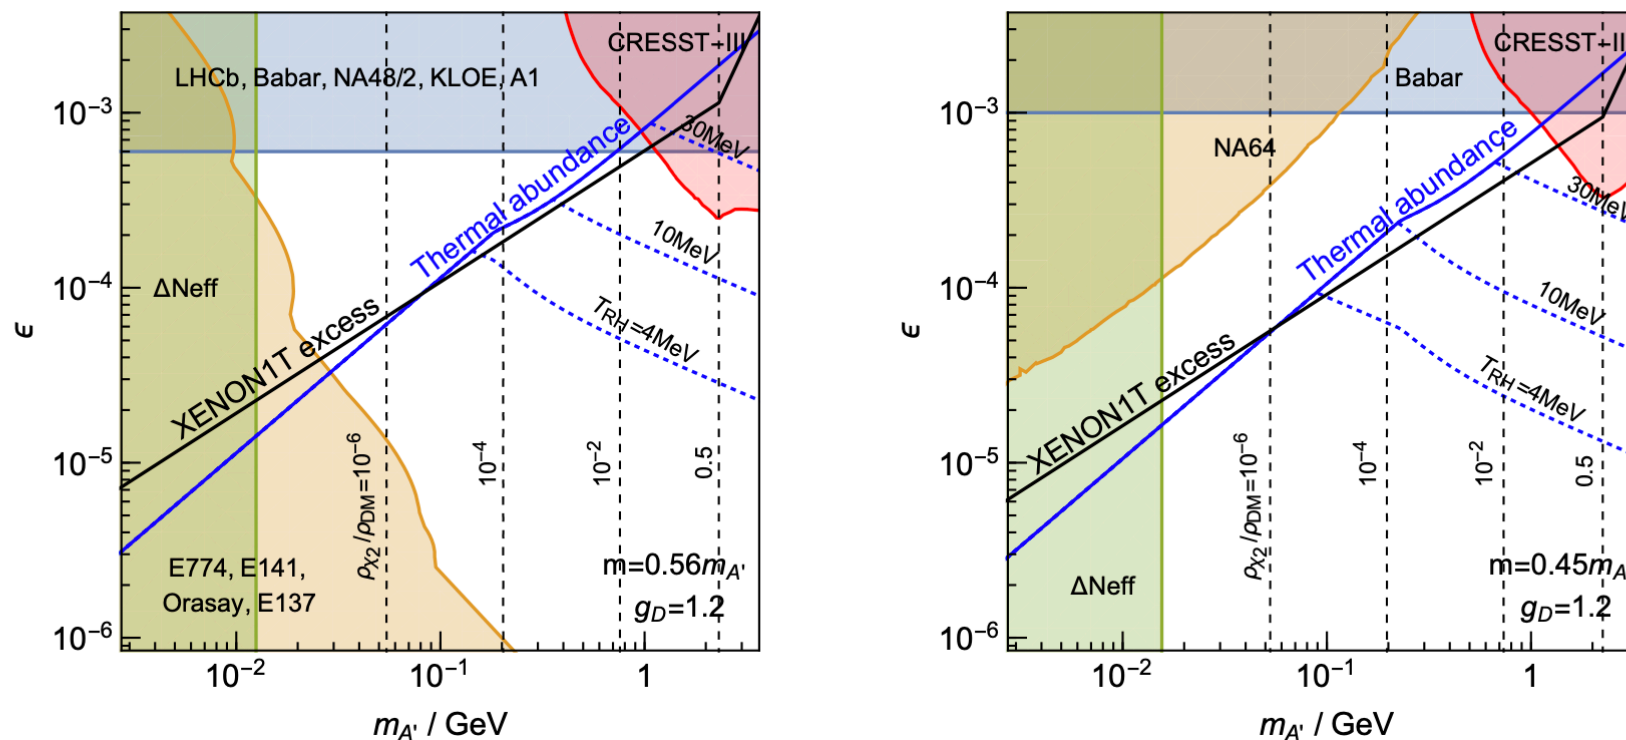 CRESST-III
LHCb, Babar, NA48/2, KLOE, A1
10⁻³
30MeV
Thermal abundance
10MeV
ΔNeff
10⁻⁴
T_RH=4MeV
ϵ
XENON1T excess
10⁻⁵
ρ_χ2/ρ_DM=10⁻⁶
10⁻⁴
10⁻²
0.5
E774, E141,
Orasay, E137
m=0.56m_A'
g_D=1.2
10⁻⁶
10⁻²
10⁻¹
1
m_A' / GeV
CRESST-II
Babar
10⁻³
NA64
Thermal abundance
30MeV
10⁻⁴
10MeV
ϵ
XENON1T excess
T_RH=4MeV
10⁻⁵
ρ_χ2/ρ_DM=10⁻⁶
10⁻⁴
10⁻²
0.5
ΔNeff
m=0.45m_A
g_D=1.2
10⁻⁶
10⁻²
10⁻¹
1
m_A' / GeV